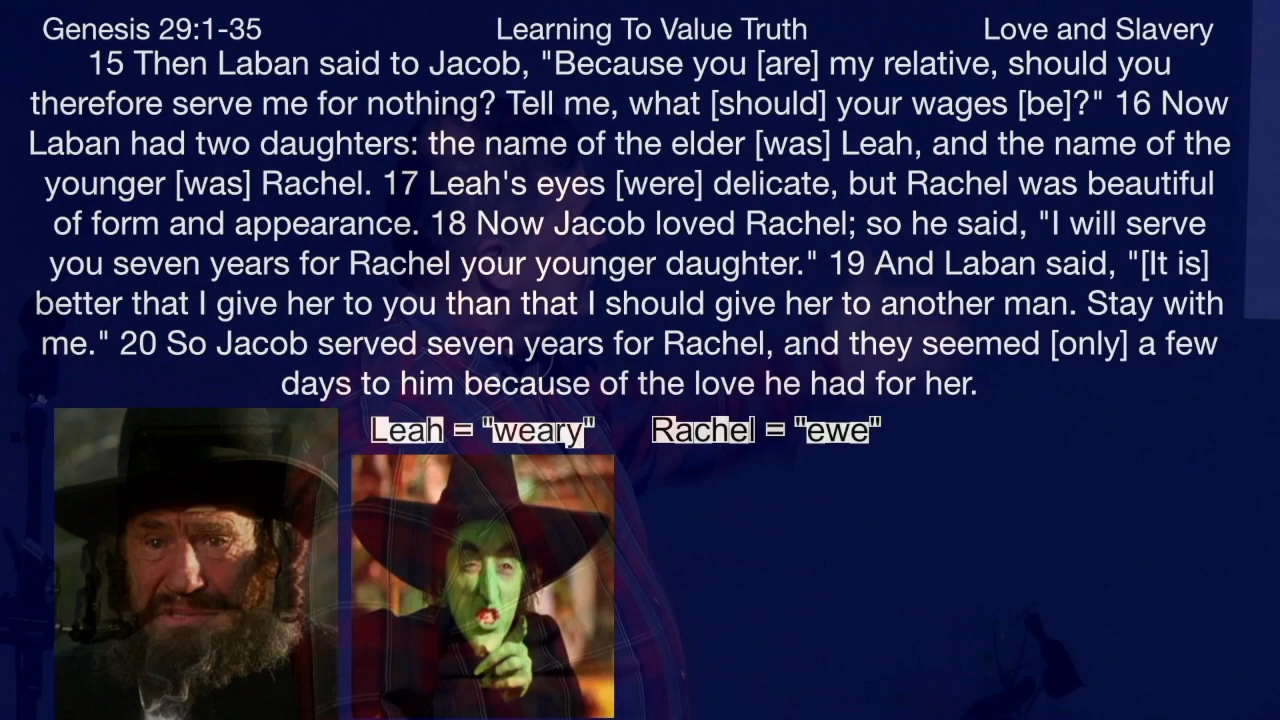 Genesis 29:1-35 Learning To Value Truth Love and Slavery
15 Then Laban said to Jacob, "Because you [are] my relative, should you
therefore serve me for nothing? Tell me, what [should] your wages [be]?" 16 Now
Laban had two daughters: the name of the elder [was] Leah, and the name of the
younger [was] Rachel. 17 Leah's eyes [were] delicate, but Rachel was beautiful
of form and appearance. 18 Now Jacob loved Rachel; so he said, "I will serve
you seven years for Rachel your younger daughter." 19 And Laban said, "[It is]
better that I give her to you than that I should give her to another man. Stay with
me." 20 So Jacob served seven years for Rachel, and they seemed [only] a few
days to him because of the love he had for her.
Leah = "weary" Rachel = "ewe"